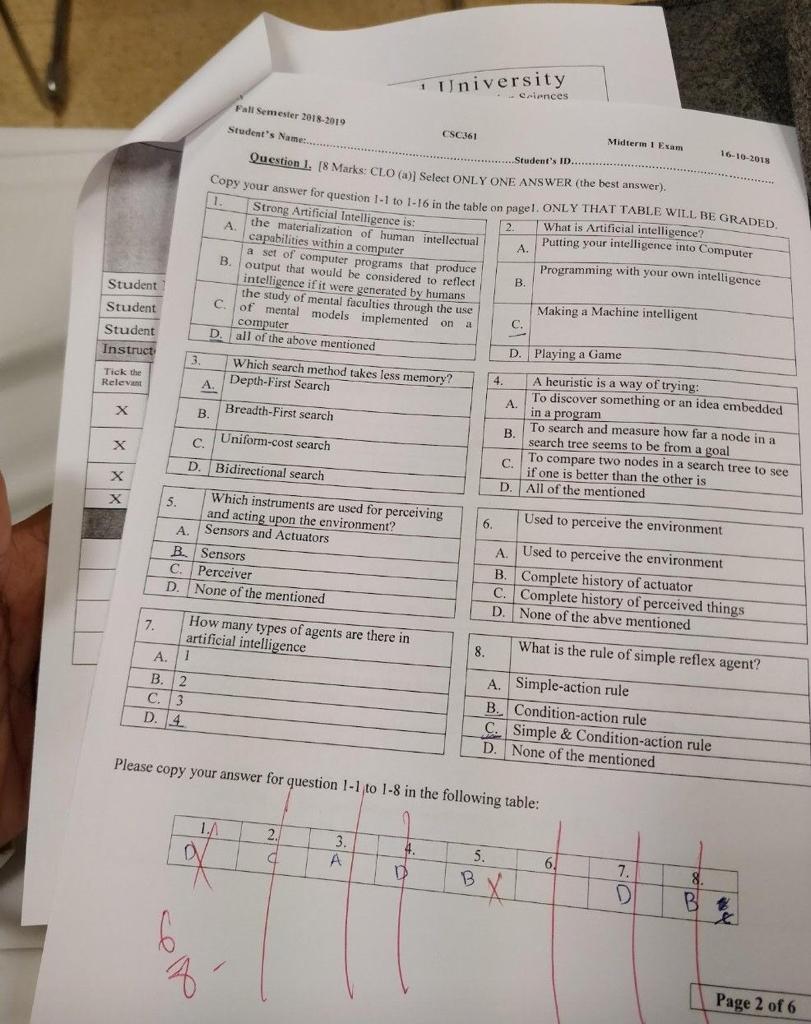 University
Sciences
Fall Semester 2018-2019 CSC361 Midterm 1 Exam 16-10-2018
Student's Name:.............................................Student's ID.............................................
Question 1. [8 Marks: CLO (a)] Select ONLY ONE ANSWER (the best answer).
Copy your answer for question 1-1 to 1-16 in the table on page1. ONLY THAT TABLE WILL BE GRADED.
1. Strong Artificial Intelligence is:
A. the materialization of human intellectual
capabilities within a computer
B. a set of computer programs that produce
output that would be considered to reflect
intelligence if it were generated by humans
C. the study of mental faculties through the use
of mental models implemented on a
computer
D. all of the above mentioned
2. What is Artificial intelligence?
A. Putting your intelligence into Computer
B. Programming with your own intelligence
C. Making a Machine intelligent
D. Playing a Game
3. Which search method takes less memory?
A. Depth-First Search
B. Breadth-First search
C. Uniform-cost search
D. Bidirectional search
4. A heuristic is a way of trying:
A. To discover something or an idea embedded
in a program
B. To search and measure how far a node in a
search tree seems to be from a goal
C. To compare two nodes in a search tree to see
if one is better than the other is
D. All of the mentioned
5. Which instruments are used for perceiving
and acting upon the environment?
A. Sensors and Actuators
B. Sensors
C. Perceiver
D. None of the mentioned
6. Used to perceive the environment
A. Used to perceive the environment
B. Complete history of actuator
C. Complete history of perceived things
D. None of the abve mentioned
7. How many types of agents are there in
artificial intelligence
A. 1
B. 2
C. 3
D. 4
8. What is the rule of simple reflex agent?
A. Simple-action rule
B. Condition-action rule
C. Simple & Condition-action rule
D. None of the mentioned
Please copy your answer for question 1-1 to 1-8 in the following table:
1. 2. 3. 4. 5. 6. 7. 8.
D C A D B D B
6
8
Page 2 of 6
Student
Student
Student
Instruct
Tick the
Relevant
X
X
X
X